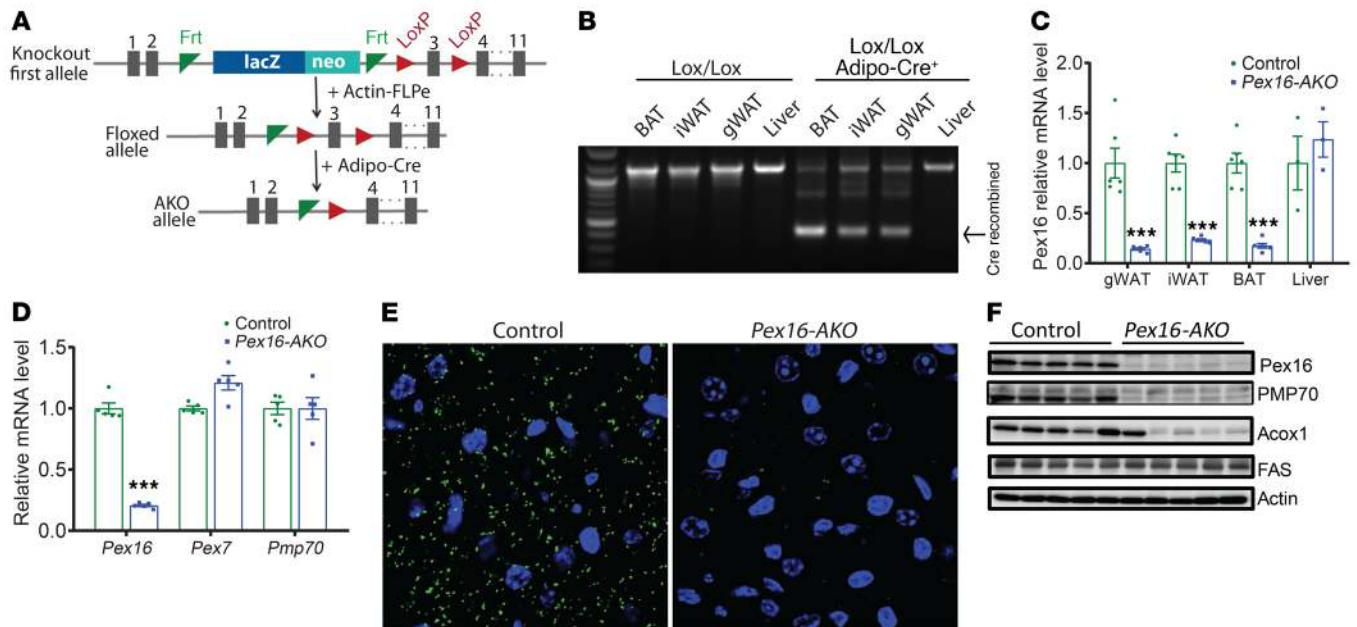 A
Knockout
first allele
1 2 Frt lacZ neo Frt LoxP 3 LoxP 4 11
+ Actin-FLPe
Floxed
allele
1 2 3 4 11
+ Adipo-Cre
AKO
allele
1 2 4 11
B
Lox/Lox
Lox/Lox
Adipo-Cre+
BAT iWAT gWAT Liver BAT iWAT gWAT Liver
Cre recombined
C
Control
Pex16-AKO
Pex16 relative mRNA level
2.0
1.5
1.0
0.5
0.0
*** *** ***
gWAT iWAT BAT Liver
D
Control
Pex16-AKO
Relative mRNA level
1.5
1.0
1.0
0.0
***
Pex16 Pex7 Pmp70
E
Control Pex16-AKO
F
Control Pex16-AKO
Pex16
PMP70
Acox1
FAS
Actin